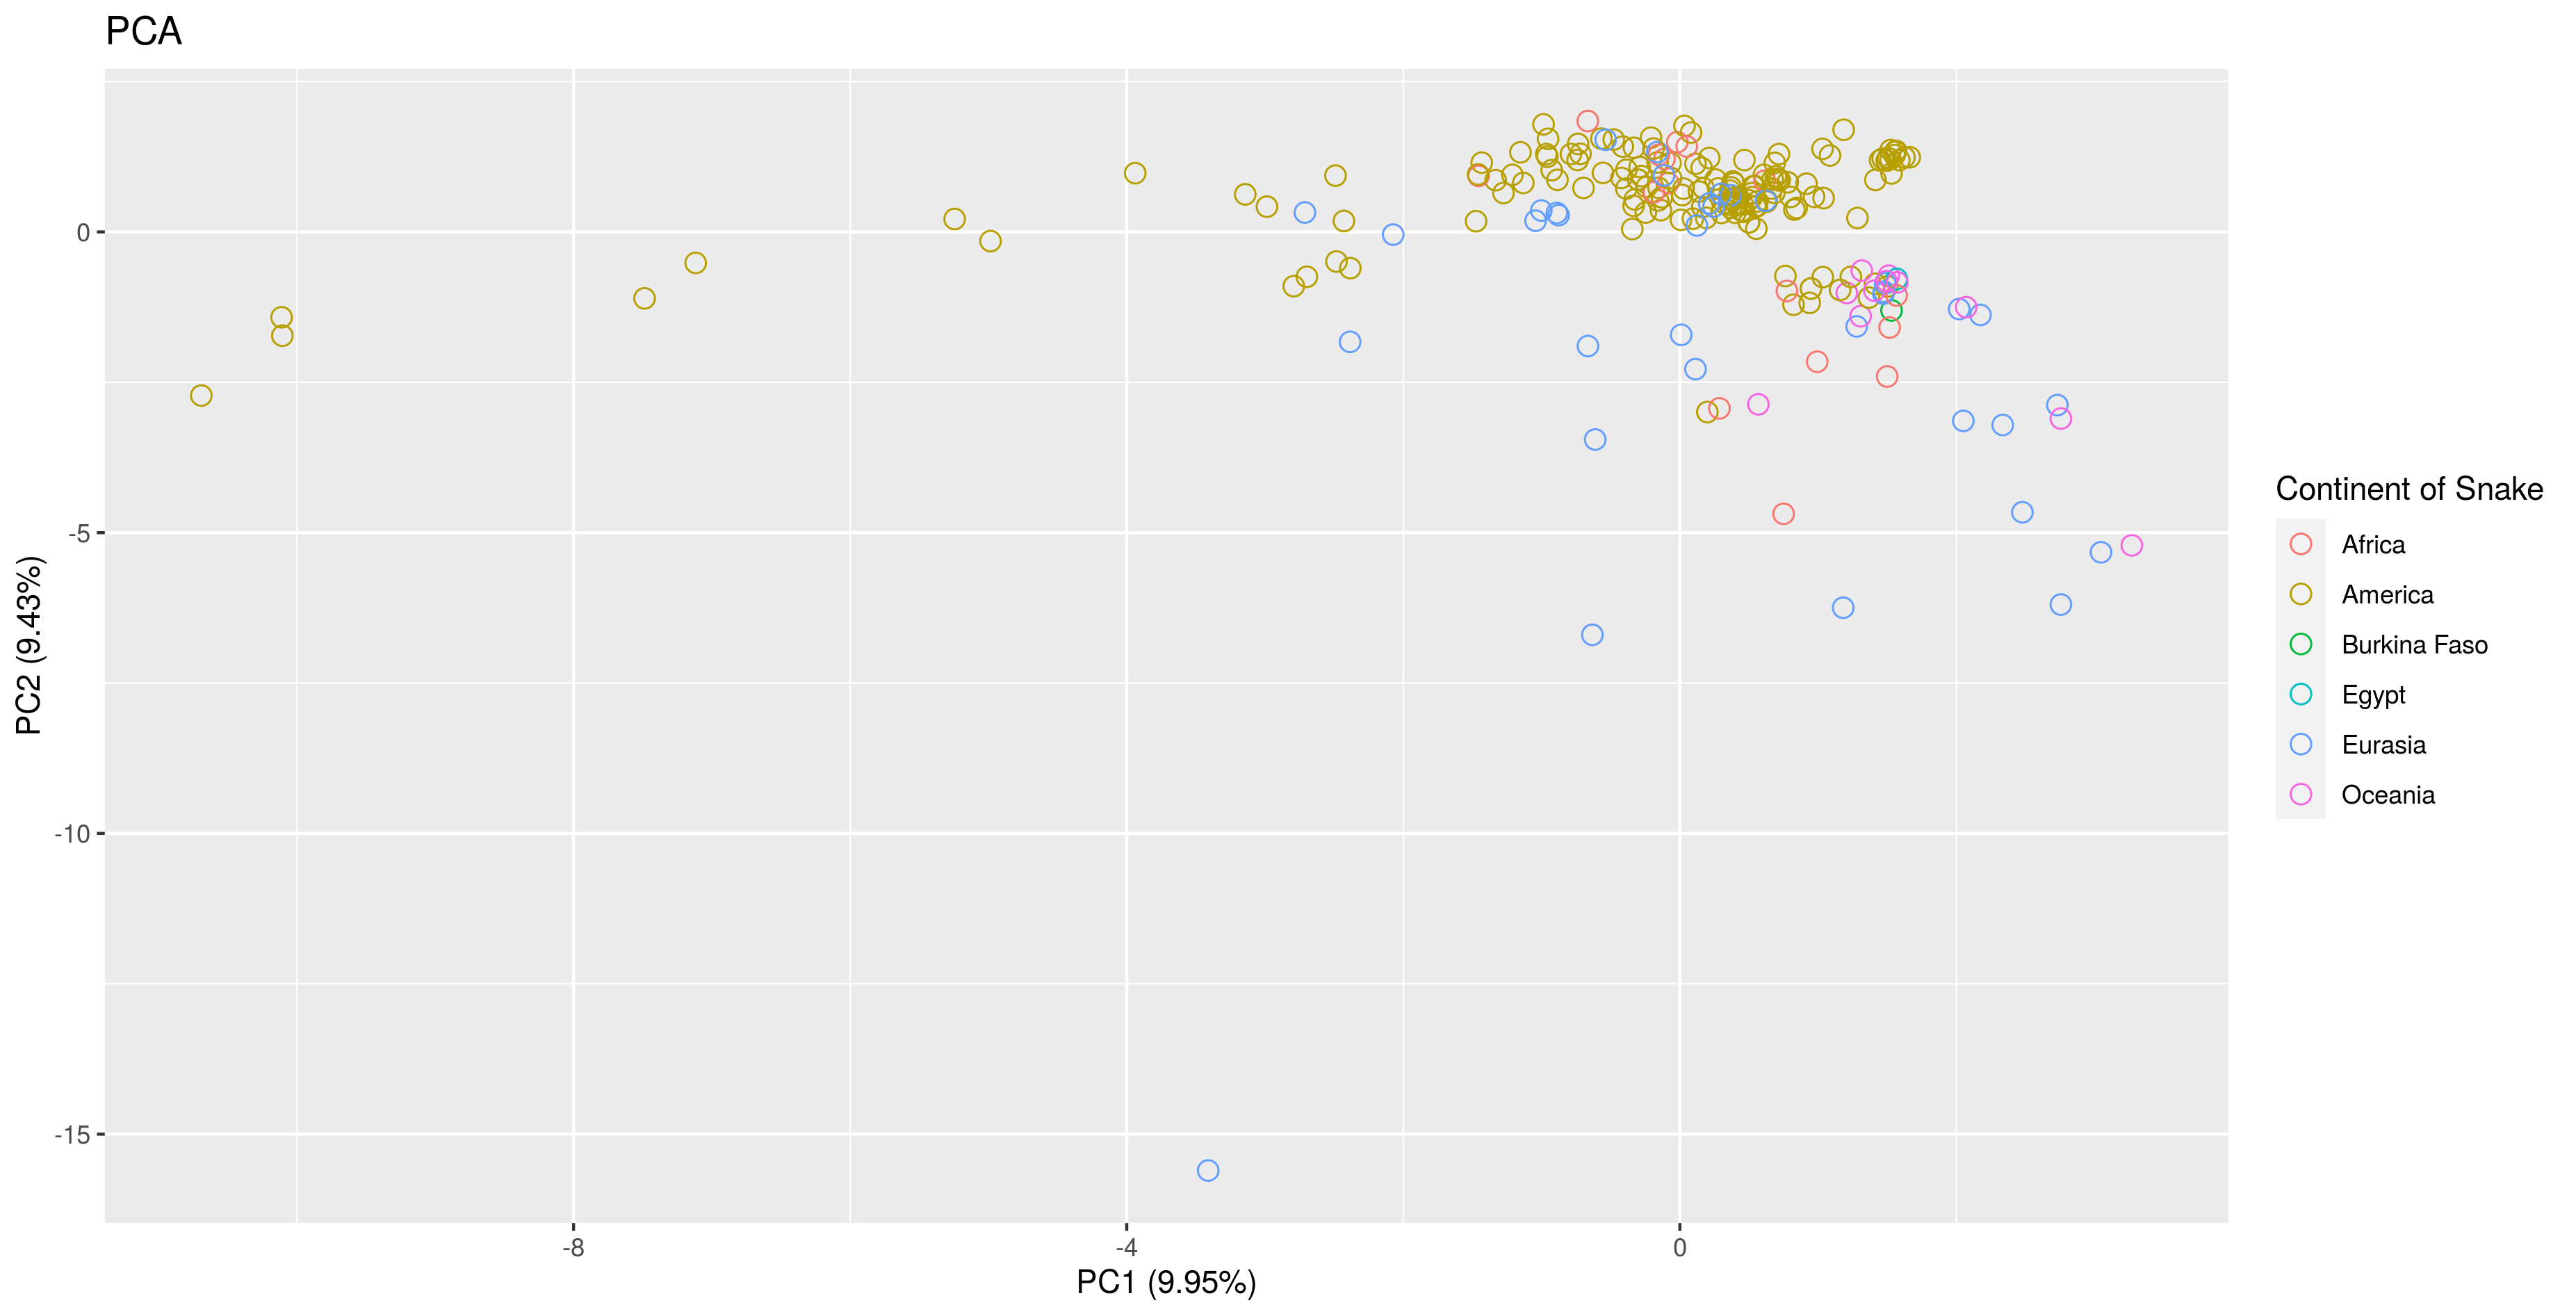 PCA
0
-5
-10
-15
PC2 (9.43%)
-8
-4
0
PC1 (9.95%)
Continent of Snake
Africa
America
Burkina Faso
Egypt
Eurasia
Oceania